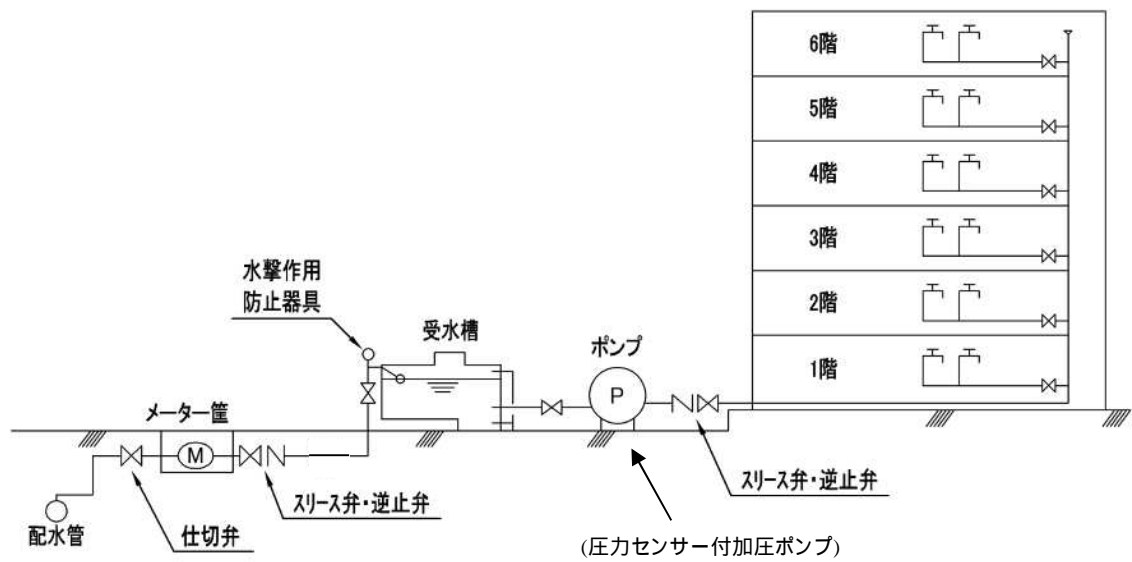 6階
5階
4階
3階
2階
1階
水撃作用
防止器具
受水槽
ポンプ
P
メーター筐
M
スリース弁・逆止弁
スリース弁・逆止弁
配水管
仕切弁
(圧力センサー付加圧ポンプ)